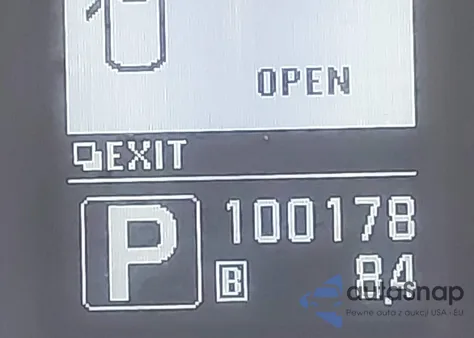 OPEN
EXIT
P 100178
B 8.4
autosnap
Pewne auta z aukcji USA i EU